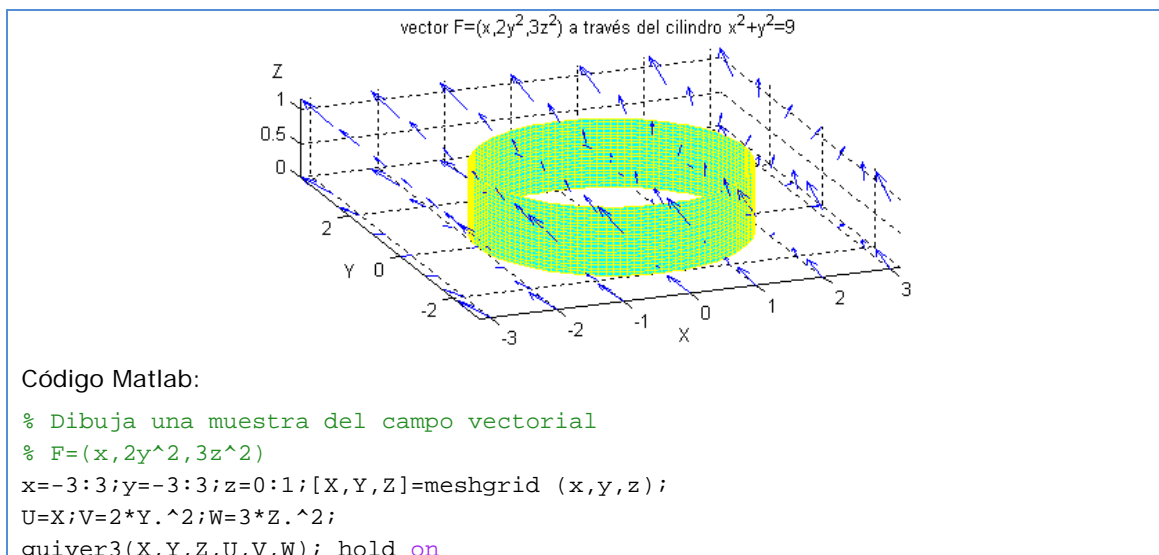 vector F=(x,2y²,3z²) a través del cilindro x²+y²=9
Z
1
0.5
0
2
Y 0
-2
-3
-2
-1
0
1
2
3
X
Código Matlab:
% Dibuja una muestra del campo vectorial
% F=(x,2y^2,3z^2)
x=-3:3;y=-3:3;z=0:1;[X,Y,Z]=meshgrid (x,y,z);
U=X;V=2*Y.^2;W=3*Z.^2;
quiver3(X,Y,Z,U,V,W); hold on